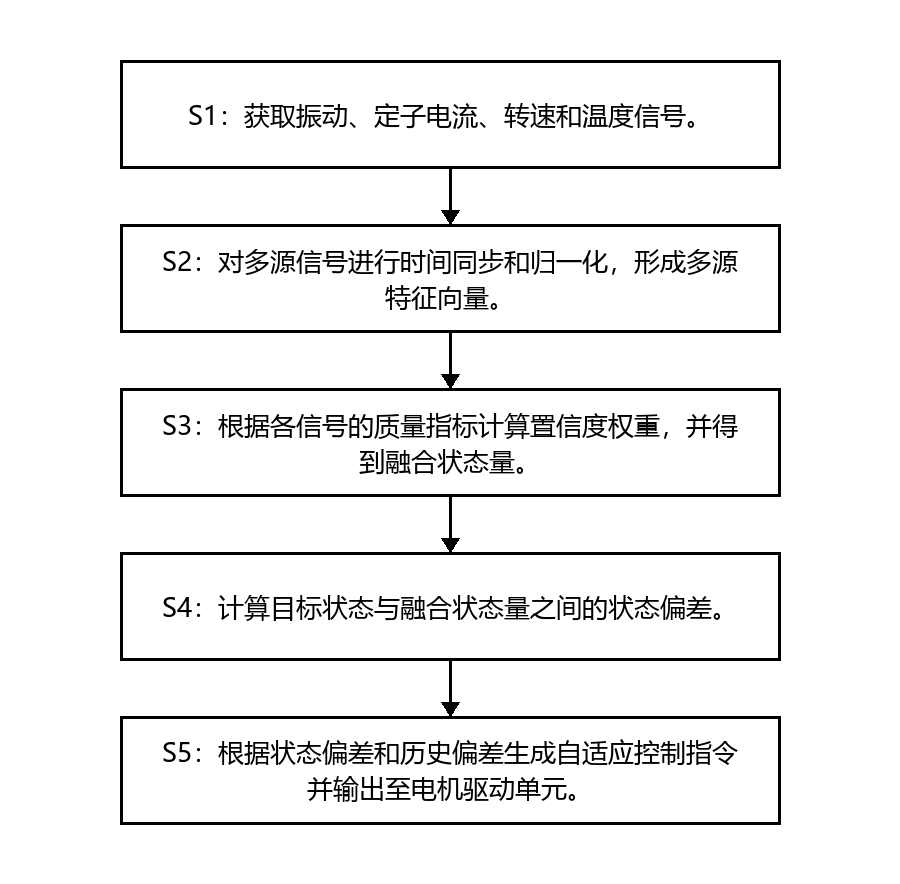 S1：获取振动、定子电流、转速和温度信号。
S2：对多源信号进行时间同步和归一化，形成多源
特征向量。
S3：根据各信号的质量指标计算置信度权重，并得
到融合状态量。
S4：计算目标状态与融合状态量之间的状态偏差。
S5：根据状态偏差和历史偏差生成自适应控制指令
并输出至电机驱动单元。